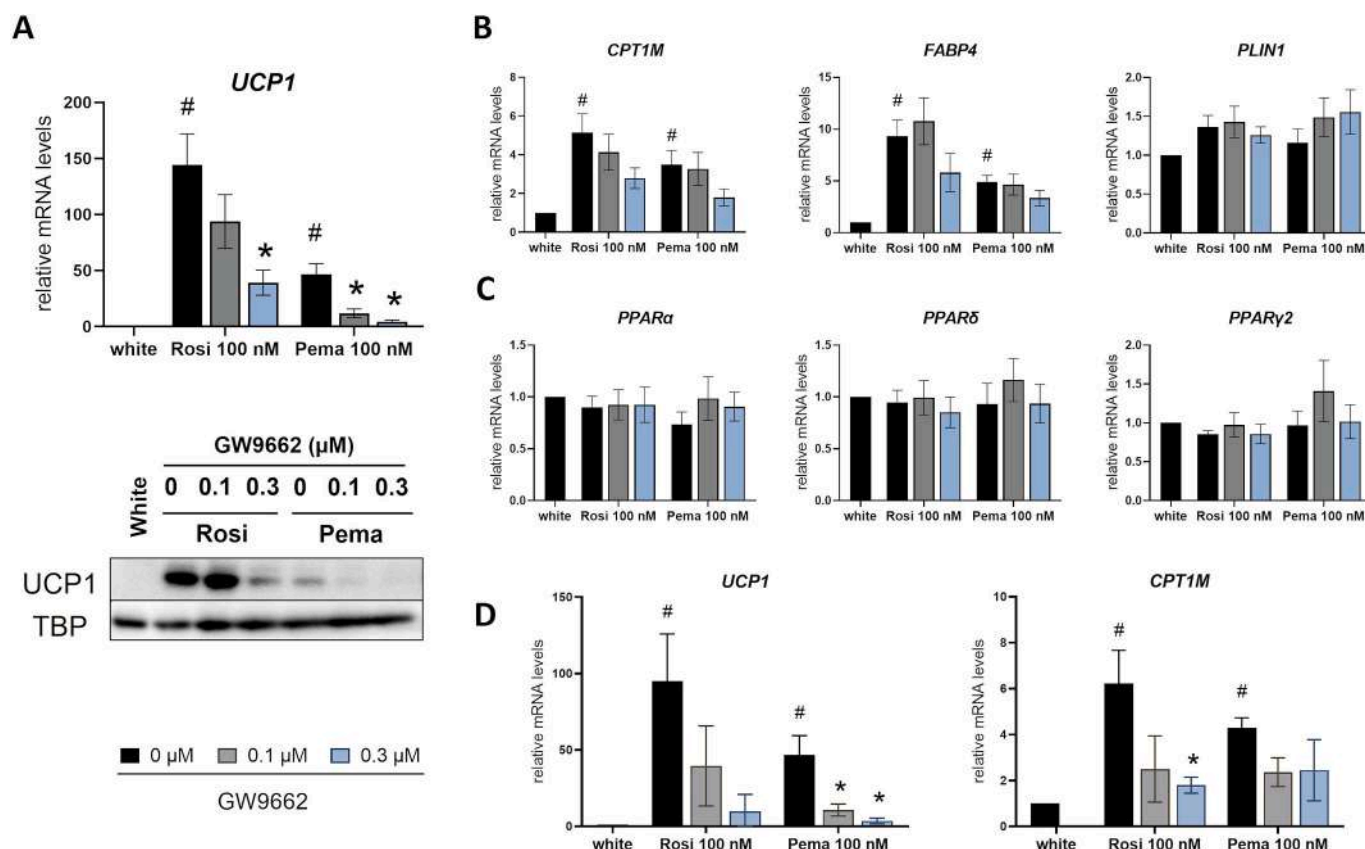 A
UCP1
relative mRNA levels
200
150
100
50
0
#
*
#
*
*
white Rosi 100 nM Pema 100 nM
GW9662 (µM)
White 0 0.1 0.3 0 0.1 0.3
Rosi Pema
UCP1
TBP
0 µM 0.1 µM 0.3 µM
GW9662
B
CPT1M
relative mRNA levels
8
6
4
2
0
#
#
white Rosi 100 nM Pema 100 nM
FABP4
relative mRNA levels
15
10
5
0
#
#
white Rosi 100 nM Pema 100 nM
PLIN1
relative mRNA levels
2.0
1.5
1.0
0.5
0.0
white Rosi 100 nM Pema 100 nM
C
PPARα
relative mRNA levels
1.5
1.0
0.5
0.0
white Rosi 100 nM Pema 100 nM
PPARδ
relative mRNA levels
1.5
1.0
0.5
0.0
white Rosi 100 nM Pema 100 nM
PPARγ2
relative mRNA levels
2.0
1.5
1.0
0.5
0.0
white Rosi 100 nM Pema 100 nM
D
UCP1
relative mRNA levels
150
100
50
0
#
#
*
*
white Rosi 100 nM Pema 100 nM
CPT1M
relative mRNA levels
8
6
4
2
0
#
*
#
white Rosi 100 nM Pema 100 nM